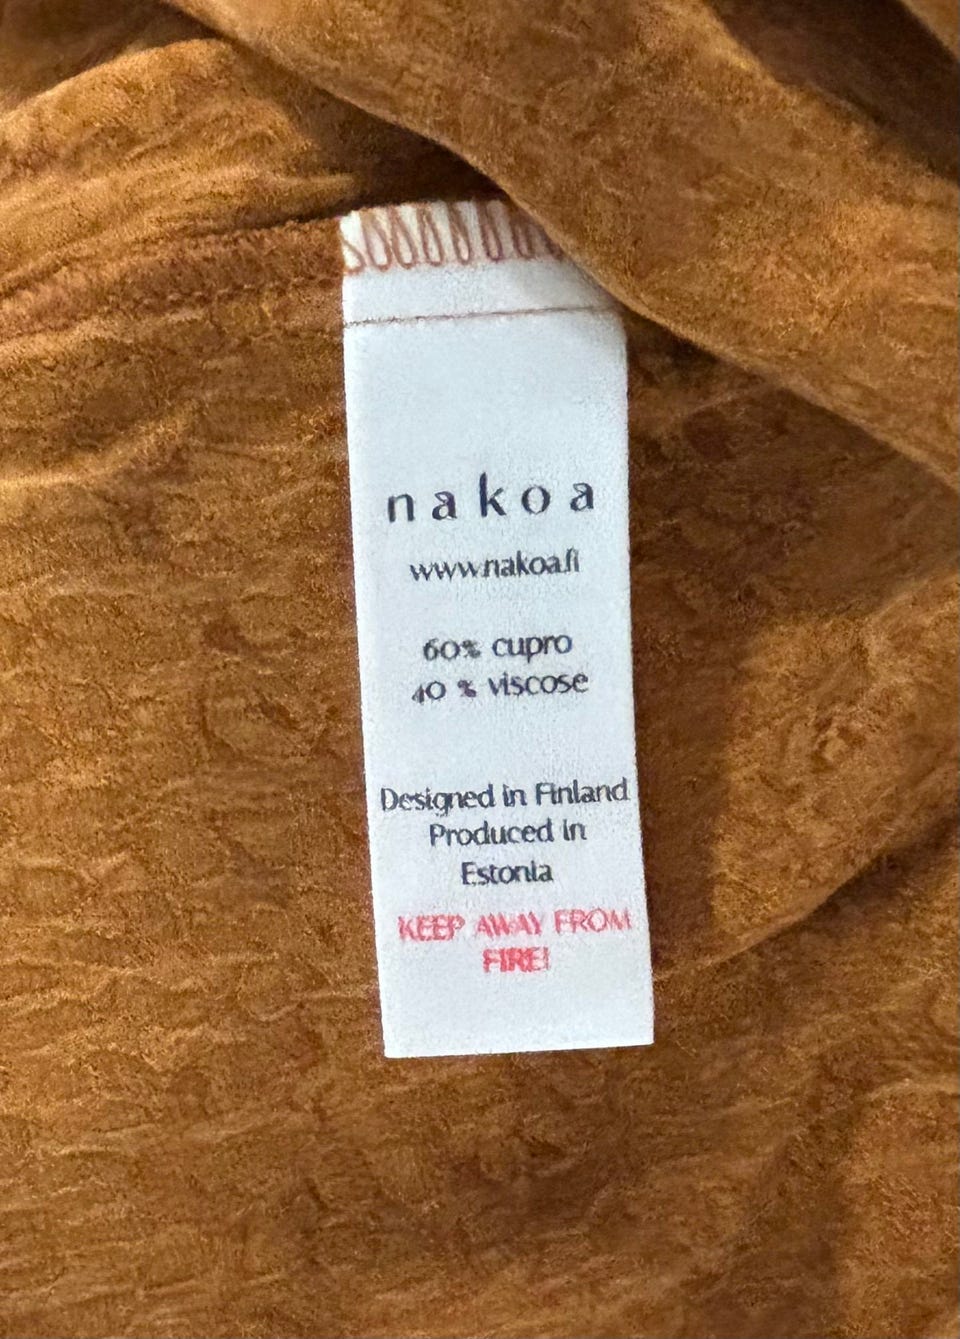 nakoa
www.nakoa.fi
60% cupro
40 % viscose
Designed in Finland
Produced in
Estonia
KEEP AWAY FROM
FIRE!